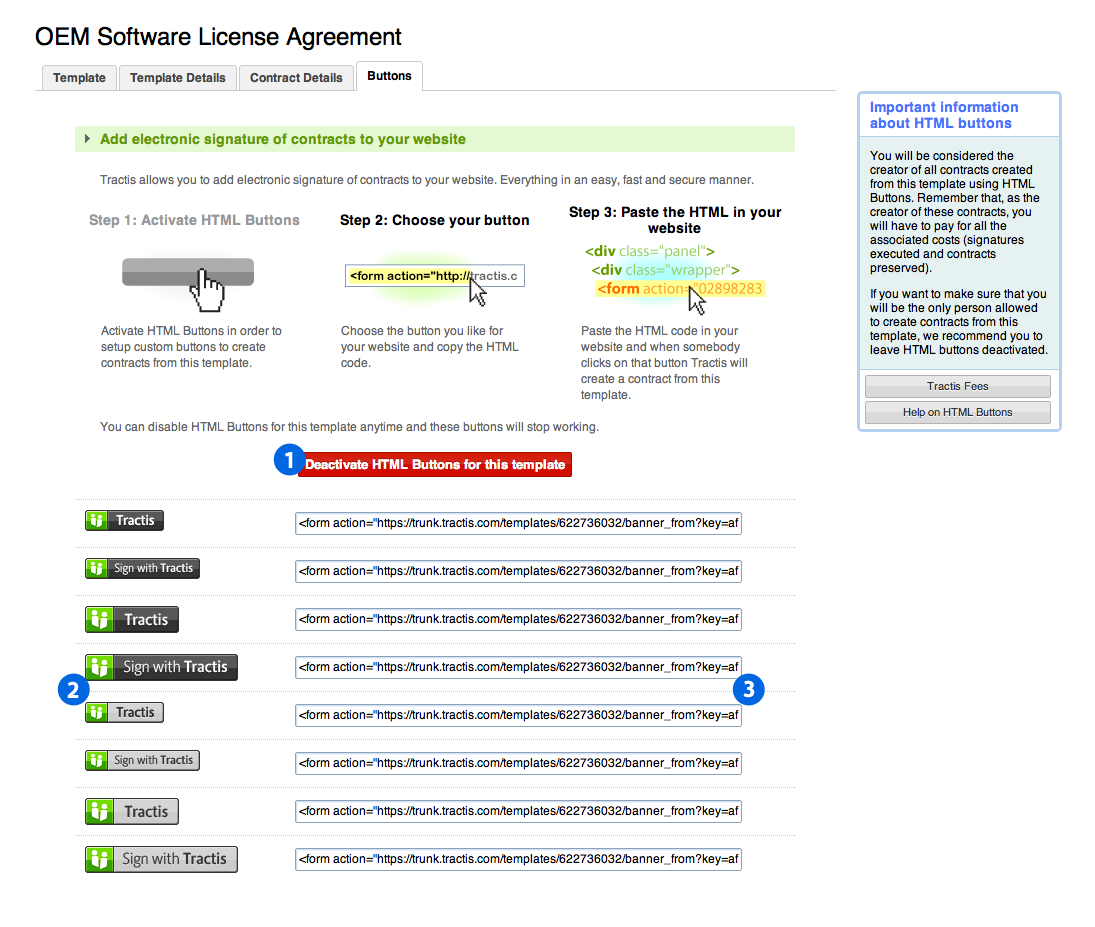 OEM Software License Agreement
Template
Template Details
Contract Details
Buttons
Important information
about HTML buttons
You will be considered the
creator of all contracts created
from this template using HTML
Buttons. Remember that, as the
creator of these contracts, you
will have to pay for all the
associated costs (signatures
executed and contracts
preserved).
If you want to make sure that you
will be the only person allowed
to create contracts from this
template, we recommend you to
leave HTML buttons deactivated.
Tractis Fees
Help on HTML Buttons
Add electronic signature of contracts to your website
Tractis allows you to add electronic signature of contracts to your website. Everything in an easy, fast and secure manner.
Step 1: Activate HTML Buttons
Activate HTML Buttons in order to
setup custom buttons to create
contracts from this template.
Step 2: Choose your button
<form action="http://tractis.c
Choose the button you like for
your website and copy the HTML
code.
Step 3: Paste the HTML in your
website
<div class="panel">
<div class="wrapper">
<form action="02898283
Paste the HTML code in your
website and when somebody
clicks on that button Tractis will
create a contract from this
template.
You can disable HTML Buttons for this template anytime and these buttons will stop working.
1
Deactivate HTML Buttons for this template
Tractis
<form action="https://trunk.tractis.com/templates/622736032/banner_from?key=af
Sign with Tractis
<form action="https://trunk.tractis.com/templates/622736032/banner_from?key=af
Tractis
<form action="https://trunk.tractis.com/templates/622736032/banner_from?key=af
Sign with Tractis
<form action="https://trunk.tractis.com/templates/622736032/banner_from?key=af
2
3
Tractis
<form action="https://trunk.tractis.com/templates/622736032/banner_from?key=af
Sign with Tractis
<form action="https://trunk.tractis.com/templates/622736032/banner_from?key=af
Tractis
<form action="https://trunk.tractis.com/templates/622736032/banner_from?key=af
Sign with Tractis
<form action="https://trunk.tractis.com/templates/622736032/banner_from?key=af